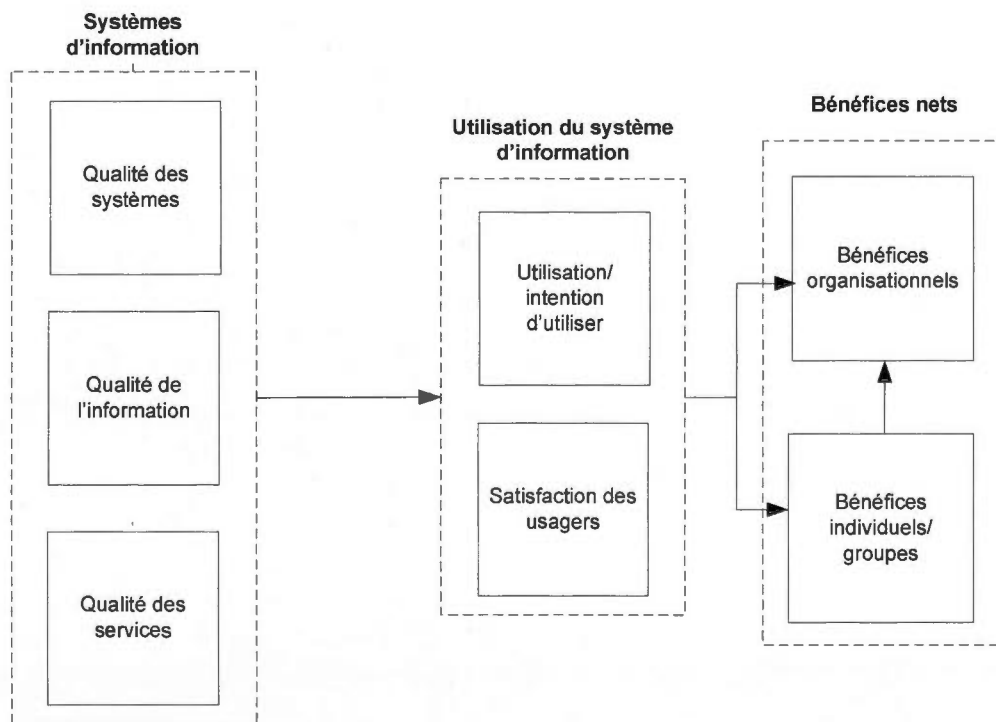 Systèmes
d'information
Qualité des
systèmes
Qualité de
l'information
Qualité des
services
Utilisation du système
d'information
Utilisation/
intention
d'utiliser
Satisfaction des
usagers
Bénéfices nets
Bénéfices
organisationnels
Bénéfices
individuels/
groupes